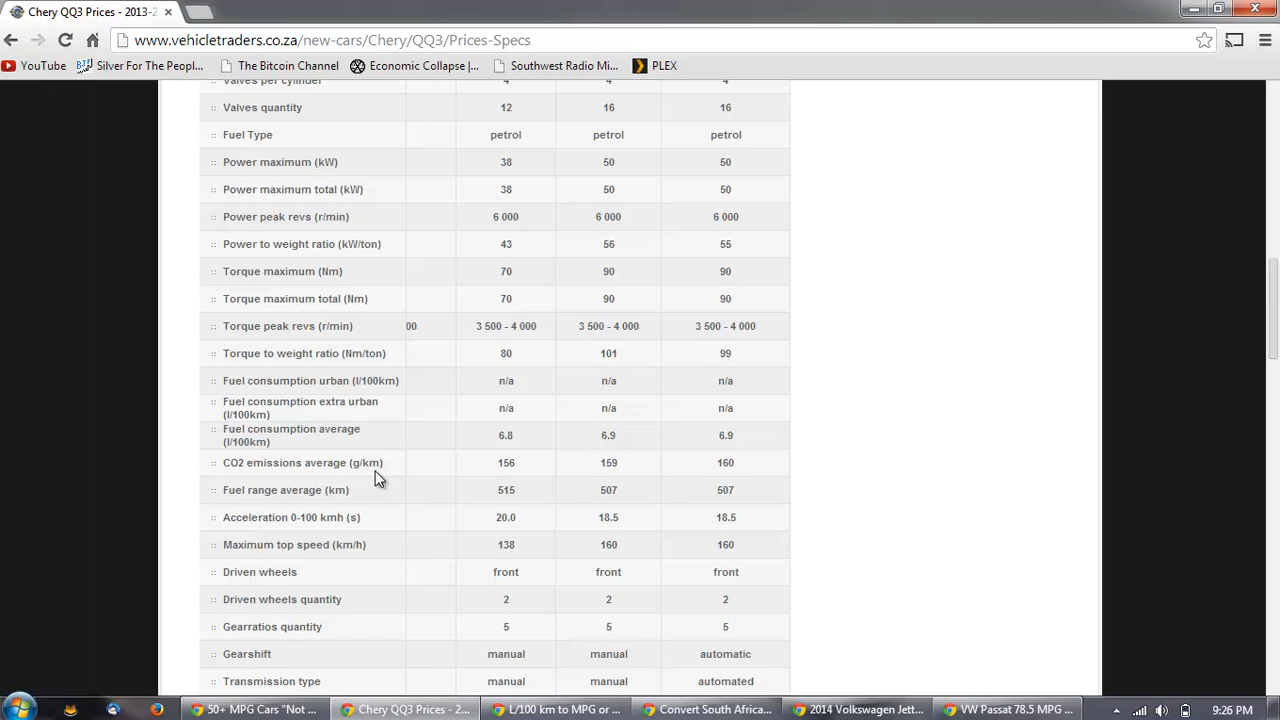 Chery QQ3 Prices - 2013-2
www.vehicletraders.co.za/new-cars/Chery/QQ3/Prices-Specs
YouTube Silver For The Peopl... The Bitcoin Channel Economic Collapse |... Southwest Radio Mi... PLEX
:: Valves per cylinder 4 4 4
:: Valves quantity 12 16 16
:: Fuel Type petrol petrol petrol
:: Power maximum (kW) 38 50 50
:: Power maximum total (kW) 38 50 50
:: Power peak revs (r/min) 6 000 6 000 6 000
:: Power to weight ratio (kW/ton) 43 56 55
:: Torque maximum (Nm) 70 90 90
:: Torque maximum total (Nm) 70 90 90
:: Torque peak revs (r/min) 00 3 500 - 4 000 3 500 - 4 000 3 500 - 4 000
:: Torque to weight ratio (Nm/ton) 80 101 99
:: Fuel consumption urban (l/100km) n/a n/a n/a
:: Fuel consumption extra urban
(l/100km) n/a n/a n/a
:: Fuel consumption average
(l/100km) 6.8 6.9 6.9
:: CO2 emissions average (g/km) 156 159 160
:: Fuel range average (km) 515 507 507
:: Acceleration 0-100 kmh (s) 20.0 18.5 18.5
:: Maximum top speed (km/h) 138 160 160
:: Driven wheels front front front
:: Driven wheels quantity 2 2 2
:: Gearratios quantity 5 5 5
:: Gearshift manual manual automatic
:: Transmission type manual manual automated
50+ MPG Cars "Not ... Chery QQ3 Prices - 2... L/100 km to MPG or ... Convert South Africa... 2014 Volkswagen Jett... VW Passat 78.5 MPG ... 9:26 PM